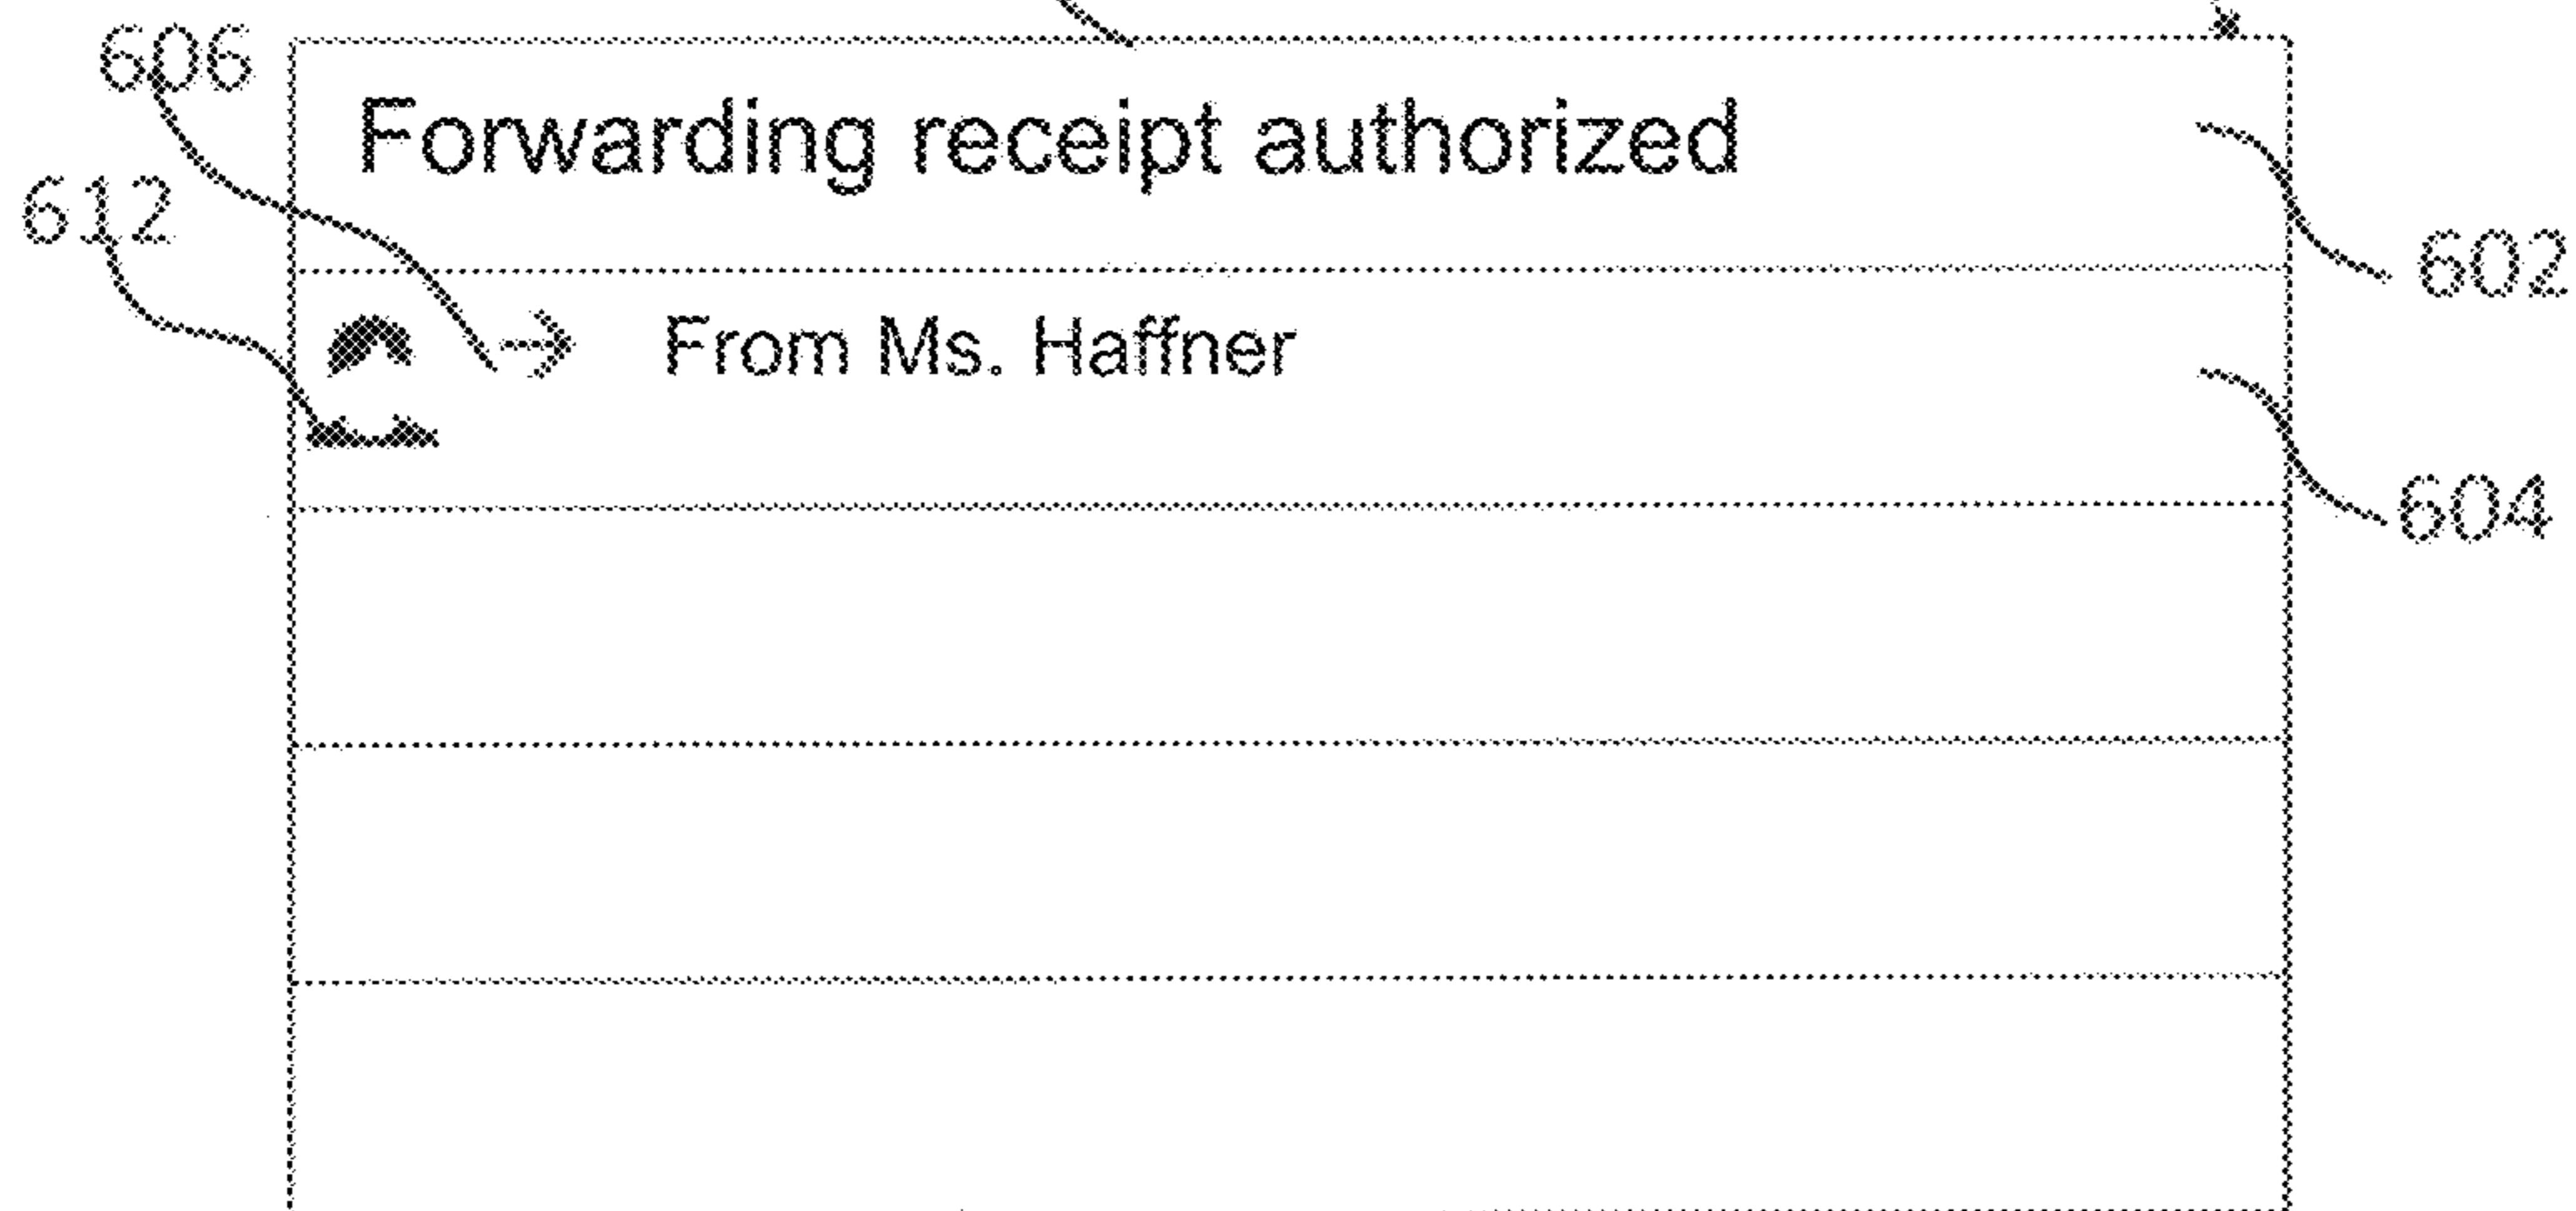 606
Forwarding receipt authorized
612
602
→ From Ms. Haffner
604